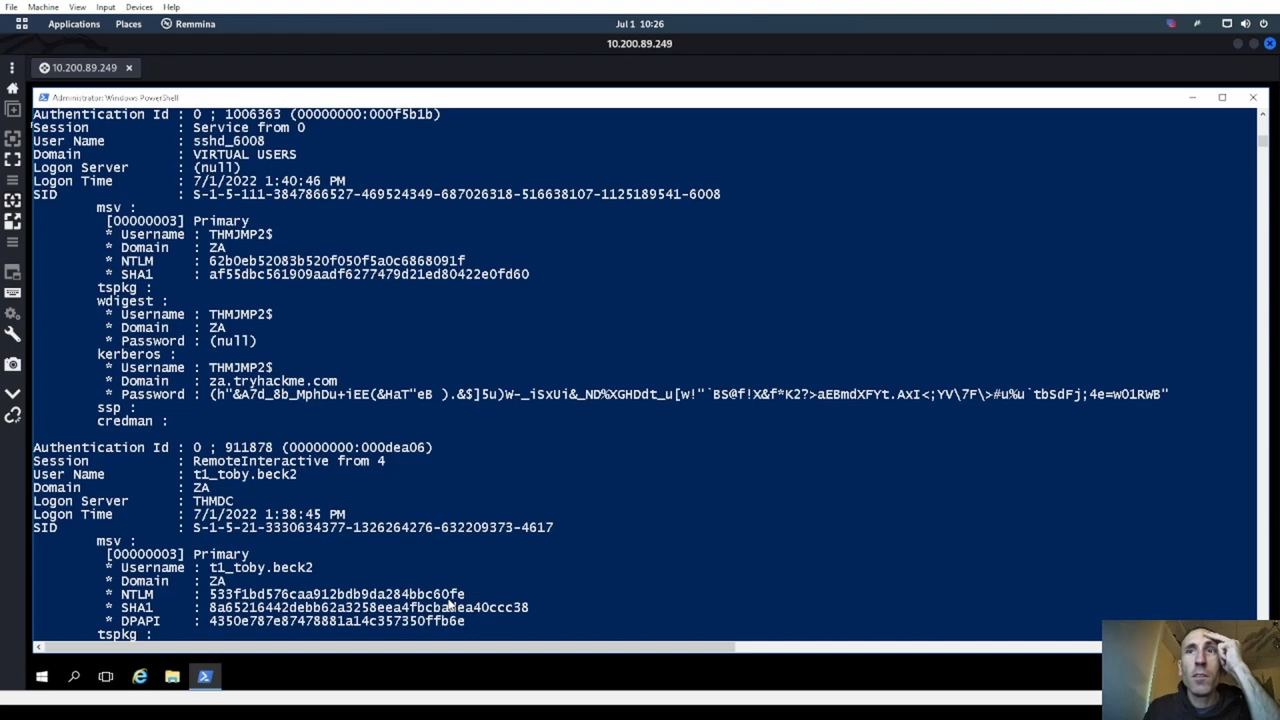 File Machine View Input Devices Help
Applications Places Remmina Jul 1 10:26
10.200.89.249
10.200.89.249
Administrator: Windows PowerShell
Authentication Id : 0 ; 1006363 (00000000:000f5b1b)
Session : Service from 0
User Name : sshd_6008
Domain : VIRTUAL USERS
Logon Server : (null)
Logon Time : 7/1/2022 1:40:46 PM
SID : S-1-5-111-3847866527-469524349-687026318-516638107-1125189541-6008
msv :
[00000003] Primary
* Username : THMJMP2$
* Domain : ZA
* NTLM : 62b0eb52083b520f050f5a0c6868091f
* SHA1 : af55dbc561909aadf6277479d21ed80422e0fd60
tspkg :
wdigest :
* Username : THMJMP2$
* Domain : ZA
* Password : (null)
kerberos :
* Username : THMJMP2$
* Domain : za.tryhackme.com
* Password : (h"&A7d_8b_MphDu+iEE(&HaT"eB ).&$]5u)W-_iSxUi&_ND%XGHDdt_u[w!"`BS@f!X&f*K2?>aEBmdXFYt.AxI<;YV\7F\>#u%u`tbSdFj;4e=wO1RWB"
ssp :
credman :
Authentication Id : 0 ; 911878 (00000000:000dea06)
Session : RemoteInteractive from 4
User Name : t1_toby.beck2
Domain : ZA
Logon Server : THMDC
Logon Time : 7/1/2022 1:38:45 PM
SID : S-1-5-21-3330634377-1326264276-632209373-4617
msv :
[00000003] Primary
* Username : t1_toby.beck2
* Domain : ZA
* NTLM : 533f1bd576caa912bdb9da284bbc60fe
* SHA1 :
* DPAPI : 4350e787e87478881a14c357350ffb6e
tspkg :